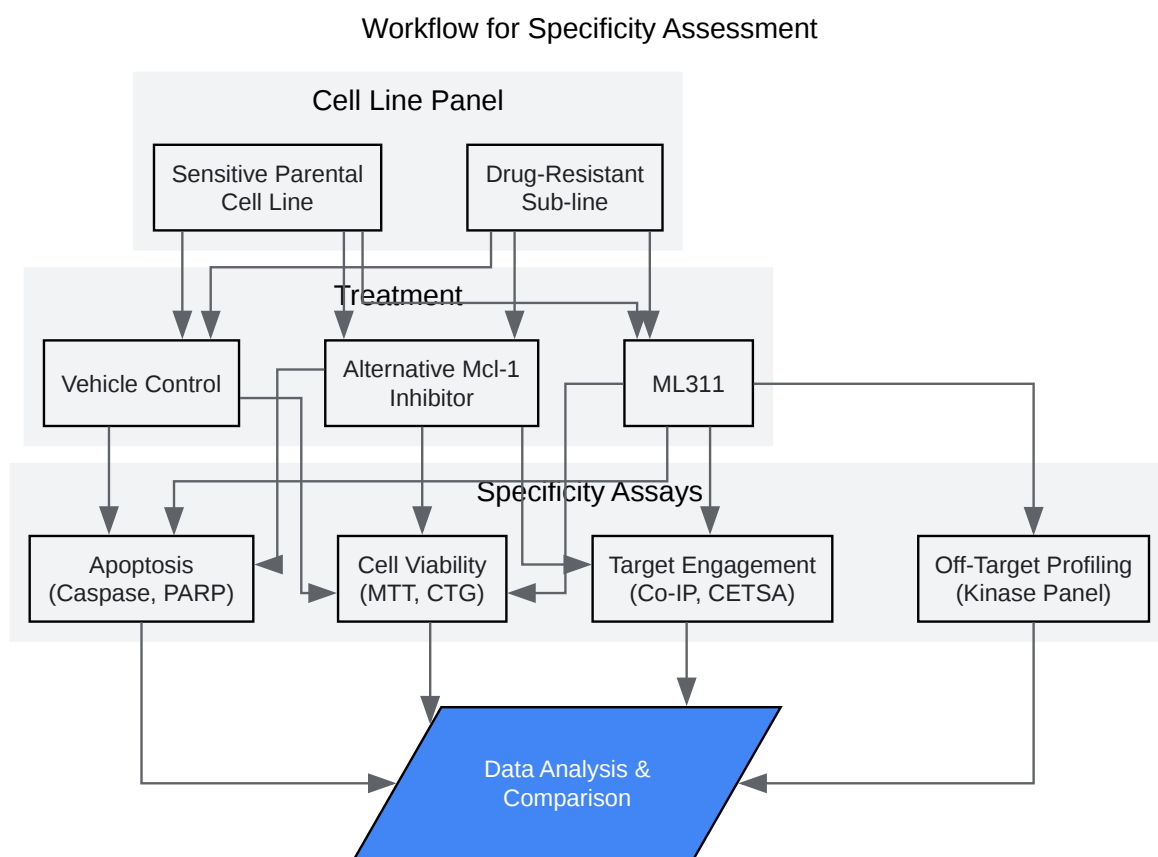 Workflow for Specificity Assessment
Cell Line Panel
Sensitive Parental
Cell Line
Drug-Resistant
Sub-line
Treatment
Vehicle Control
Alternative Mcl-1
Inhibitor
ML311
Specificity Assays
Apoptosis
(Caspase, PARP)
Cell Viability
(MTT, CTG)
Target Engagement
(Co-IP, CETSA)
Off-Target Profiling
(Kinase Panel)
Data Analysis &
Comparison